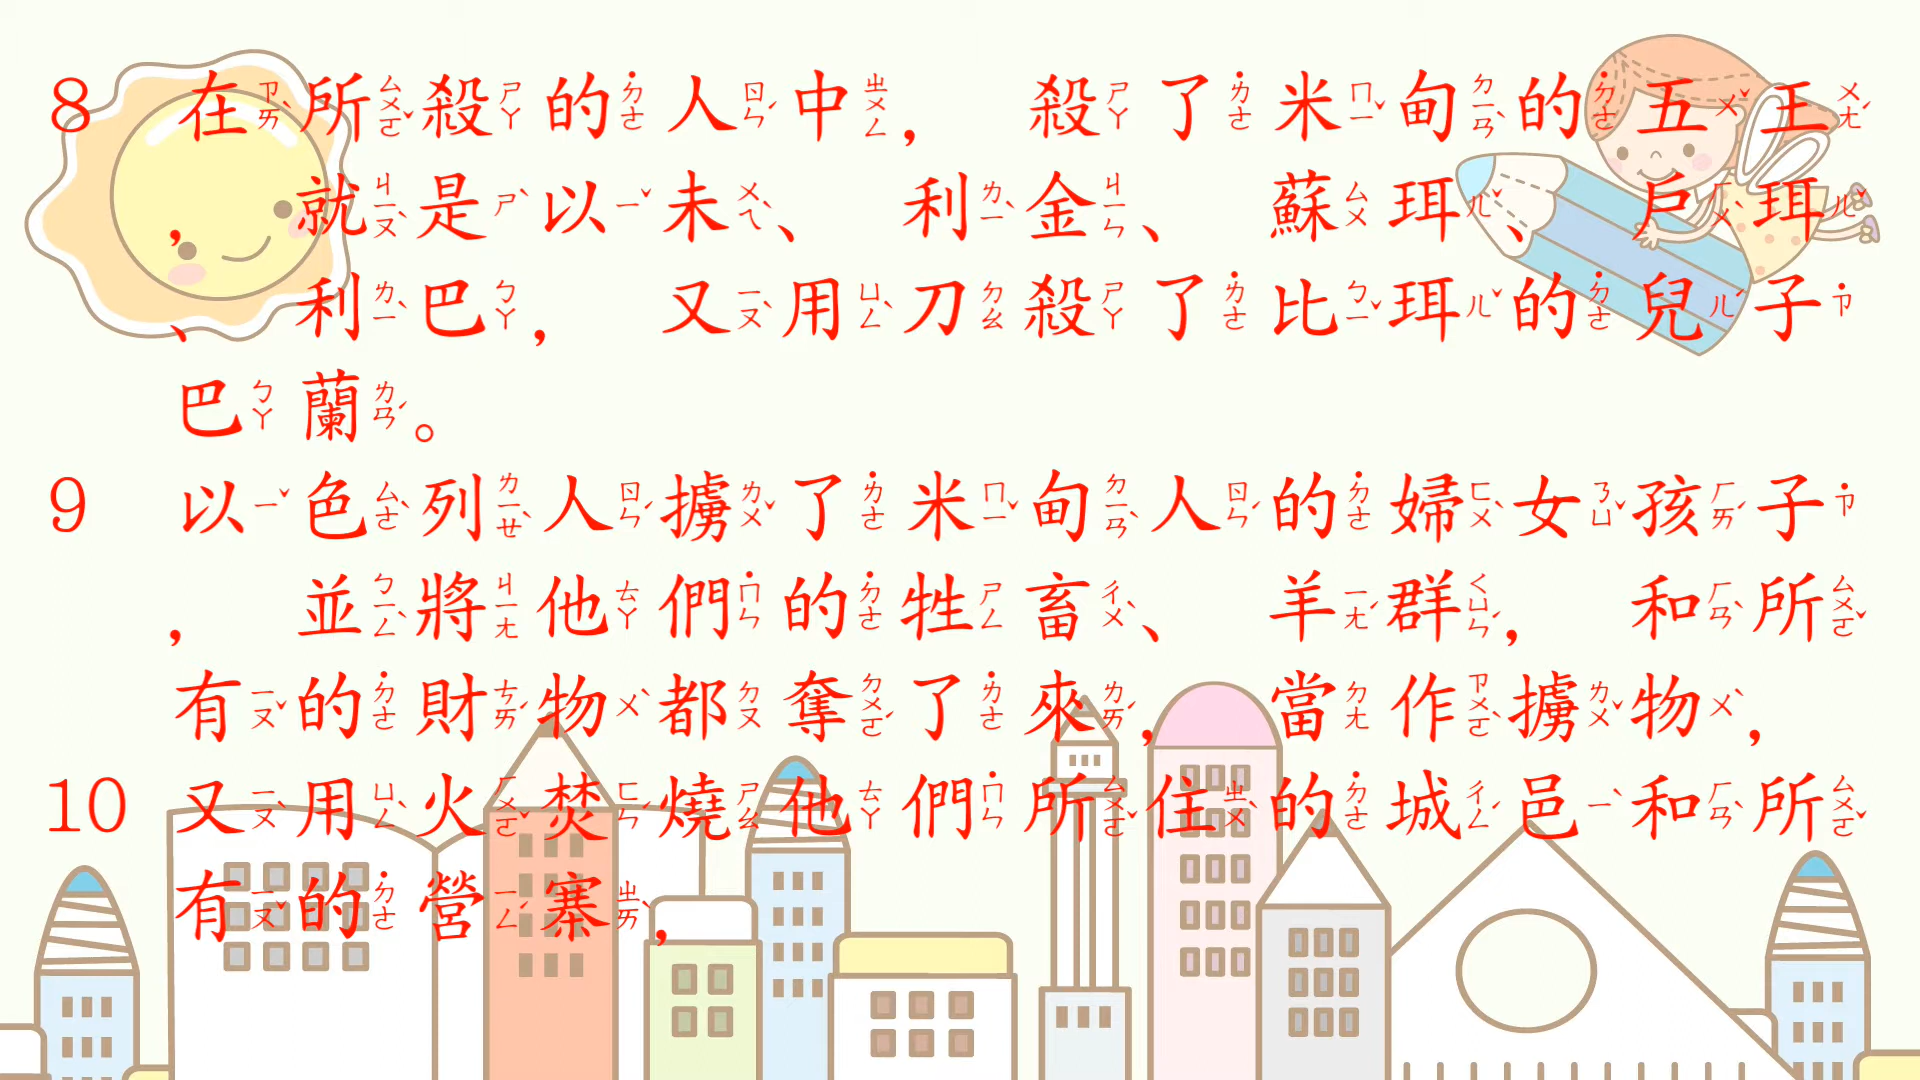 8 在所殺的人中， 殺了米甸的五王
， 就是以未、 利金、 蘇珥、 戶珥
、 利巴， 又用刀殺了比珥的兒子
巴蘭。
9 以色列人擄了米甸人的婦女孩子
， 並將他們的牲畜、 羊群， 和所
有的財物都奪了來， 當作擄物，
10 又用火焚燒他們所住的城邑和所
有的營寨，